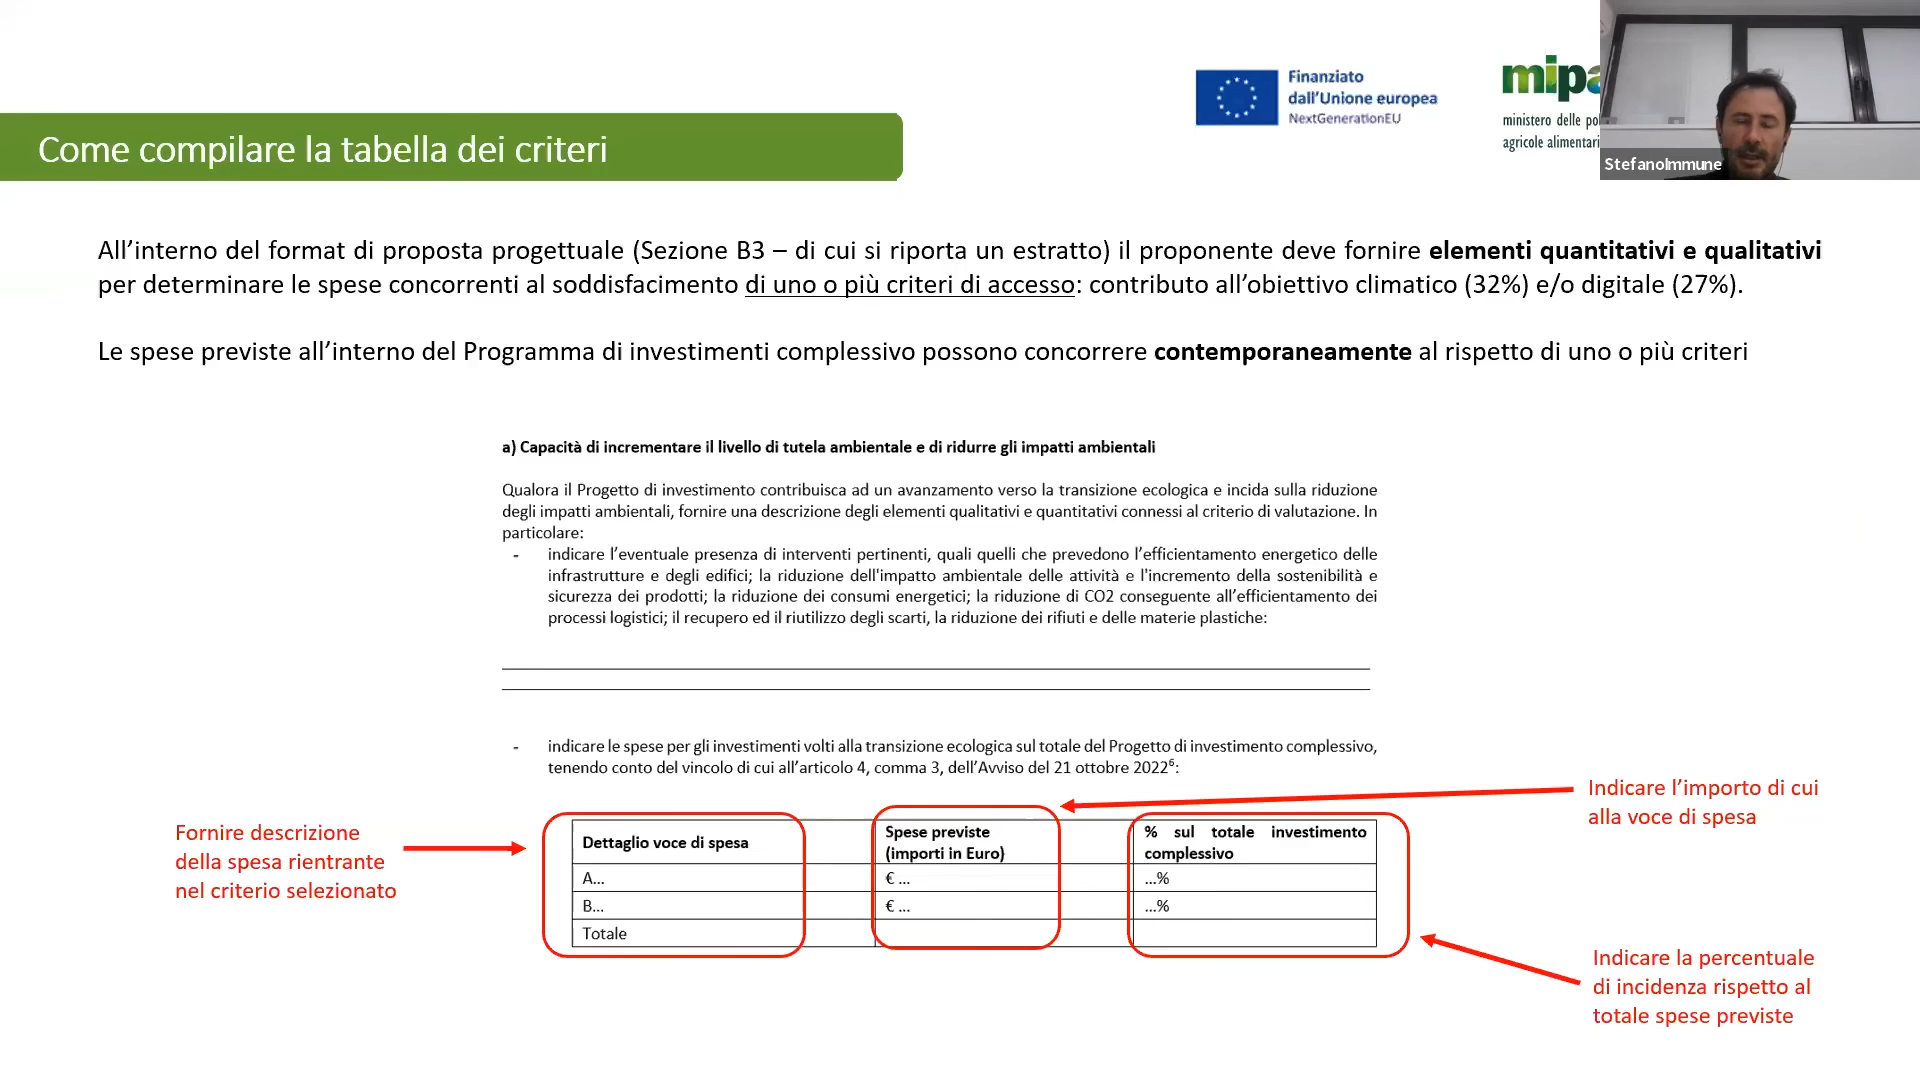 Finanziato
dall'Unione europea
NextGenerationEU
ministero delle
agricole alimentari
StefanoImmune
Come compilare la tabella dei criteri
All'interno del format di proposta progettuale (Sezione B3 – di cui si riporta un estratto) il proponente deve fornire elementi quantitativi e qualitativi
per determinare le spese concorrenti al soddisfacimento di uno o più criteri di accesso: contributo all'obiettivo climatico (32%) e/o digitale (27%).
Le spese previste all'interno del Programma di investimenti complessivo possono concorrere contemporaneamente al rispetto di uno o più criteri
a) Capacità di incrementare il livello di tutela ambientale e di ridurre gli impatti ambientali
Qualora il Progetto di investimento contribuisca ad un avanzamento verso la transizione ecologica e incida sulla riduzione
degli impatti ambientali, fornire una descrizione degli elementi qualitativi e quantitativi connessi al criterio di valutazione. In
particolare:
- indicare l'eventuale presenza di interventi pertinenti, quali quelli che prevedono l'efficientamento energetico delle
infrastrutture e degli edifici; la riduzione dell'impatto ambientale delle attività e l'incremento della sostenibilità e
sicurezza dei prodotti; la riduzione dei consumi energetici; la riduzione di CO2 conseguente all'efficientamento dei
processi logistici; il recupero ed il riutilizzo degli scarti, la riduzione dei rifiuti e delle materie plastiche:
- indicare le spese per gli investimenti volti alla transizione ecologica sul totale del Progetto di investimento complessivo,
tenendo conto del vincolo di cui all'articolo 4, comma 3, dell'Avviso del 21 ottobre 2022⁶:
Fornire descrizione
della spesa rientrante
nel criterio selezionato
Indicare l'importo di cui
alla voce di spesa
Dettaglio voce di spesa
Spese previste
(importi in Euro)
% sul totale investimento
complessivo
A...
€ ...
...%
B...
€ ...
...%
Totale
Indicare la percentuale
di incidenza rispetto al
totale spese previste